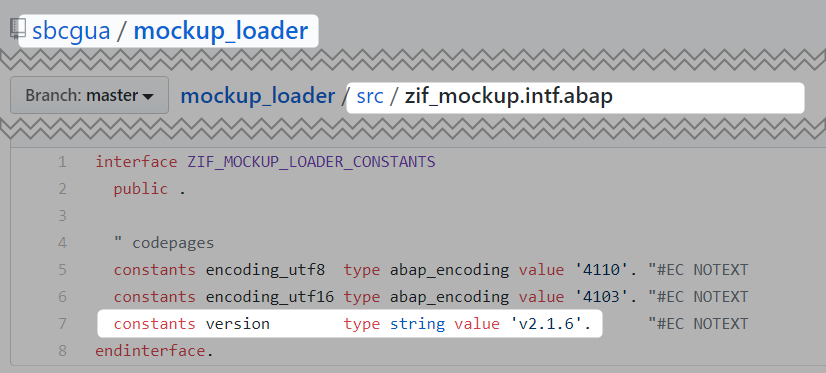 sbcgua / mockup_loader
Branch: master mockup_loader / src / zif_mockup.intf.abap
1 interface ZIF_MOCKUP_LOADER_CONSTANTS
2 public .
3
4 " codepages
5 constants encoding_utf8 type abap_encoding value '4110'. "#EC NOTEXT
6 constants encoding_utf16 type abap_encoding value '4103'. "#EC NOTEXT
7 constants version type string value 'v2.1.6'. "#EC NOTEXT
8 endinterface.